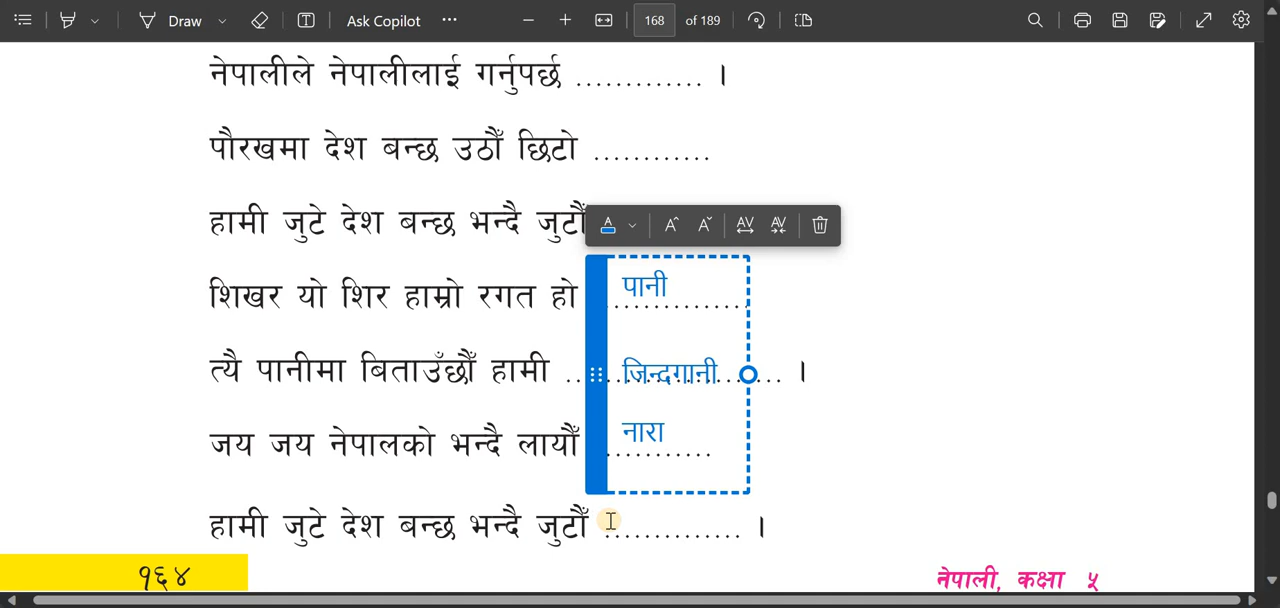 Draw Ask Copilot 168 of 189
नेपालीले नेपालीलाई गर्नुपर्छ ............. ।
पौरखमा देश बन्छ उठौँ छिटो ............
हामी जुटे देश बन्छ भन्दै जुटौँ
शिखर यो शिर हाम्रो रगत हो पानी
त्यै पानीमा बिताउँछौँ हामी .. जिन्दगानी ..... ।
जय जय नेपालको भन्दै लायौँ नारा ...........
हामी जुटे देश बन्छ भन्दै जुटौँ .............. ।
१६४ नेपाली, कक्षा ५